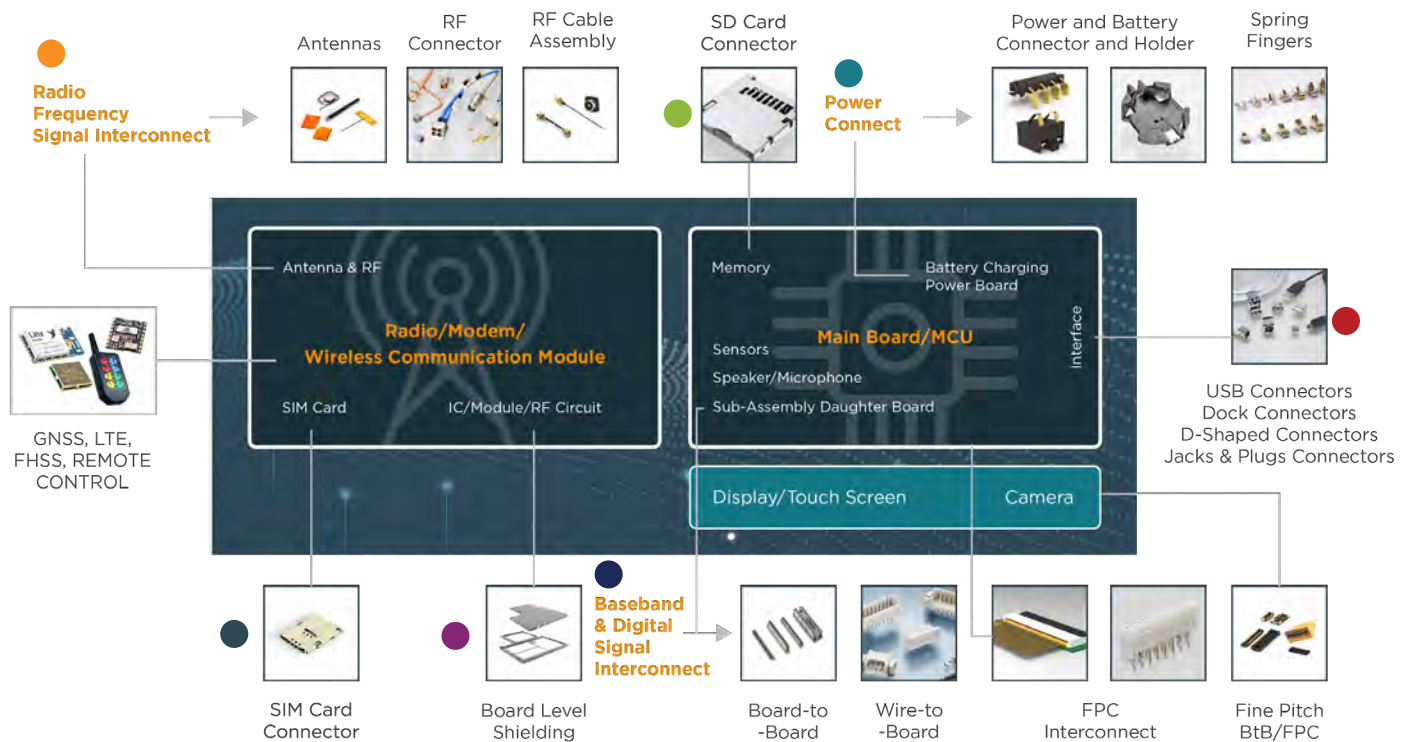 Antennas
RF
Connector
RF Cable
Assembly
SD Card
Connector
Power and Battery
Connector and Holder
Spring
Fingers
Radio
Frequency
Signal Interconnect
Power
Connect
Antenna & RF
Radio/Modem/
Wireless Communication Module
SIM Card
IC/Module/RF Circuit
Memory
Battery Charging
Power Board
Main Board/MCU
Sensors
Speaker/Microphone
Sub-Assembly Daughter Board
Interface
Display/Touch Screen
Camera
GNSS, LTE,
FHSS, REMOTE
CONTROL
USB Connectors
Dock Connectors
D-Shaped Connectors
Jacks & Plugs Connectors
Baseband
& Digital
Signal
Interconnect
SIM Card
Connector
Board Level
Shielding
Board-to
-Board
Wire-to
-Board
FPC
Interconnect
Fine Pitch
BtB/FPC